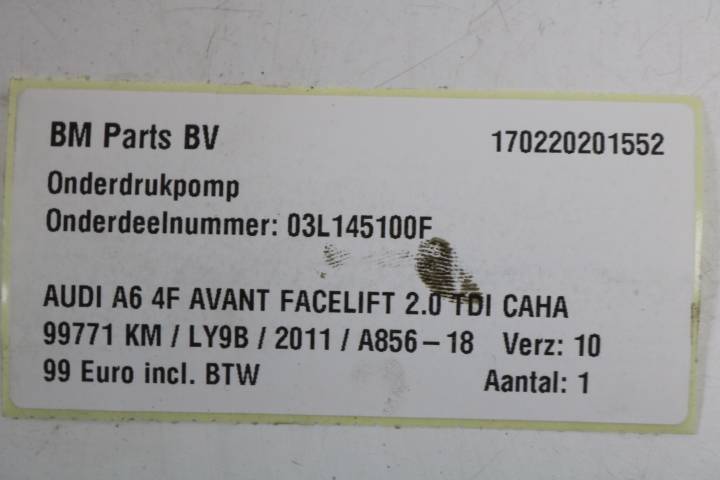 BM Parts BV 170220201552
Onderdrukpomp
Onderdeelnummer: 03L145100F
AUDI A6 4F AVANT FACELIFT 2.0 TDI CAHA
99771 KM / LY9B / 2011 / A856-18 Verz: 10
99 Euro incl. BTW Aantal: 1